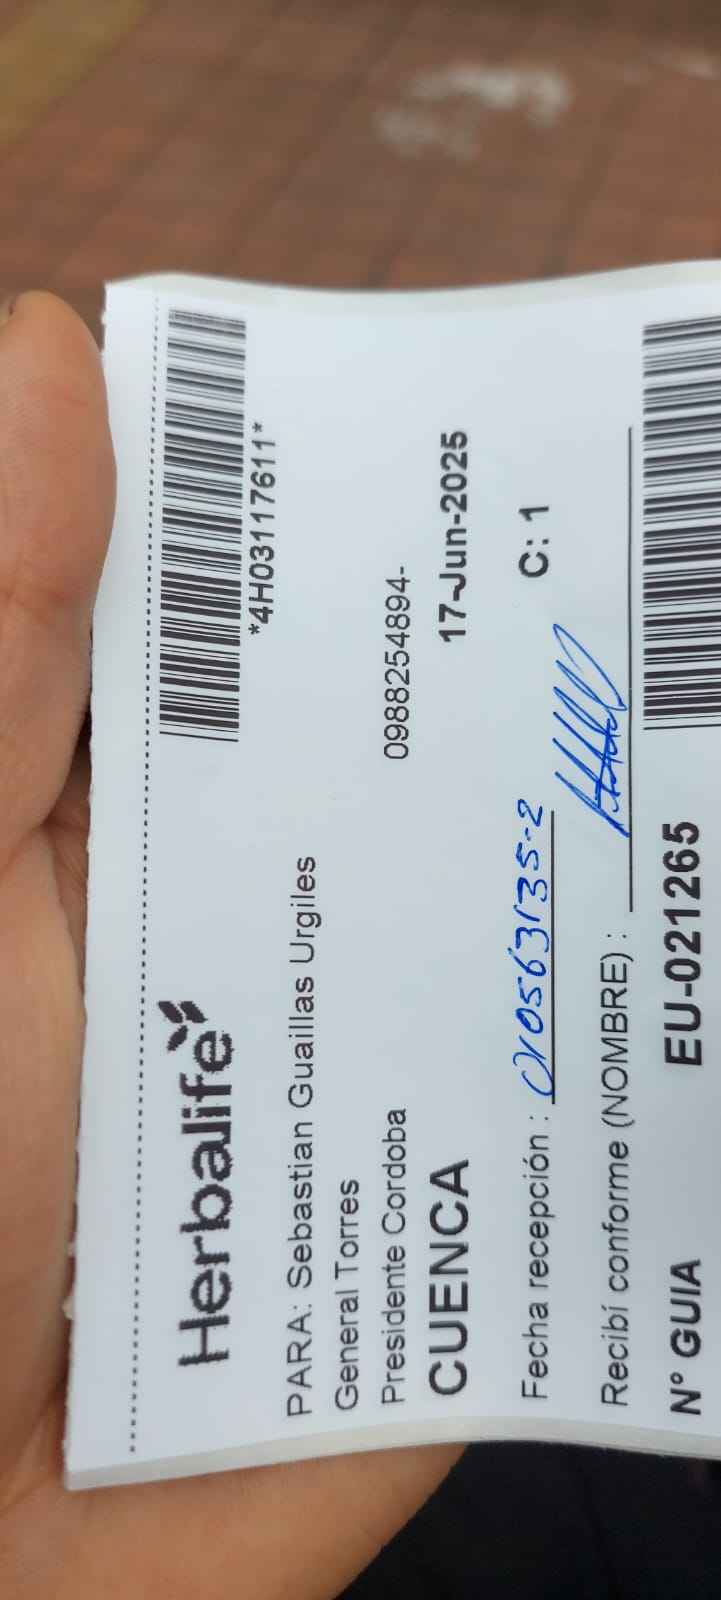 Herbalife
*4H03117611*
PARA: Sebastian Guaillas Urgiles
General Torres
Presidente Cordoba 0988254894-
CUENCA 17-Jun-2025
Fecha recepción : 010563135-2 C: 1
Recibí conforme (NOMBRE) :
N° GUIA EU-021265